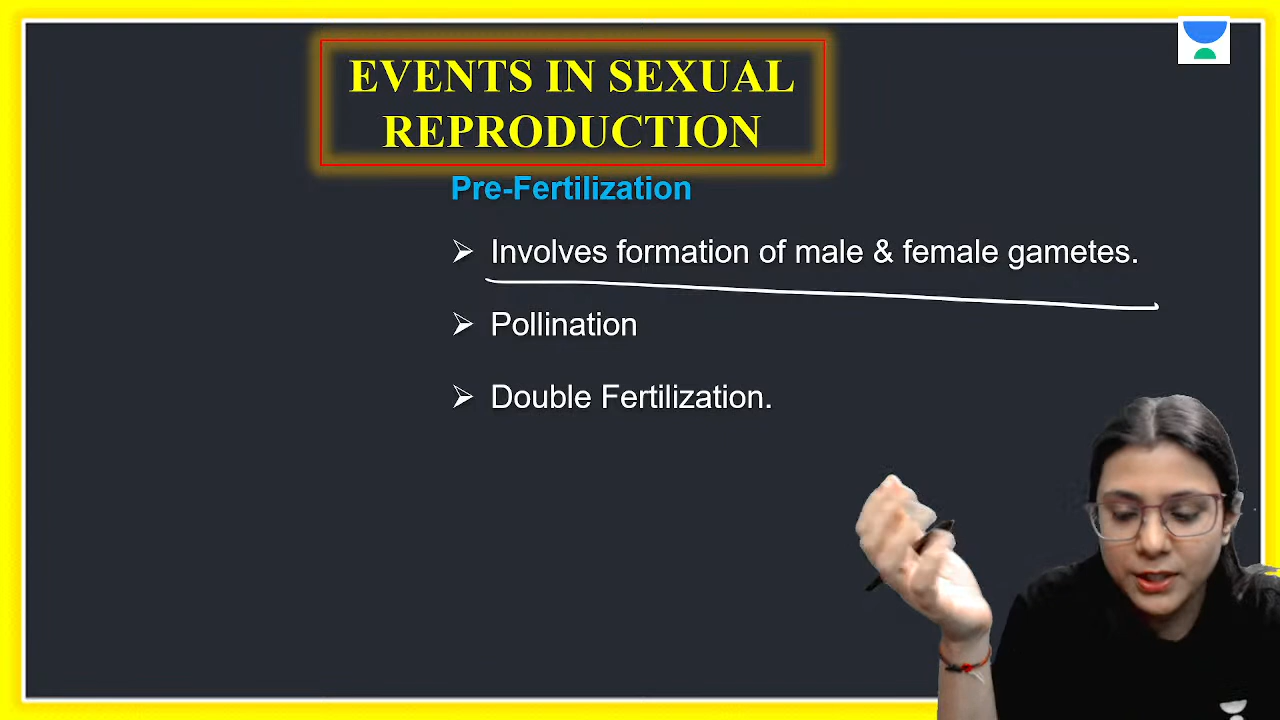 EVENTS IN SEXUAL
REPRODUCTION
Pre-Fertilization
➢ Involves formation of male & female gametes.
➢ Pollination
➢ Double Fertilization.